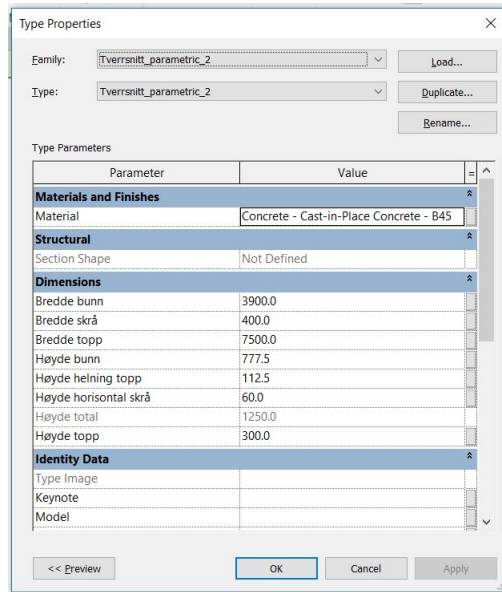 Type Properties
Family: Tverrsnitt_parametric_2 Load...
Type: Tverrsnitt_parametric_2 Duplicate...
Rename...
Type Parameters
Parameter Value =
Materials and Finishes
Material Concrete - Cast-in-Place Concrete - B45
Structural
Section Shape Not Defined
Dimensions
Bredde bunn 3900.0
Bredde skrå 400.0
Bredde topp 7500.0
Høyde bunn 777.5
Høyde helning topp 112.5
Høyde horisontal skrå 60.0
Høyde total 1250.0
Høyde topp 300.0
Identity Data
Type Image
Keynote
Model
<< Preview OK Cancel Apply